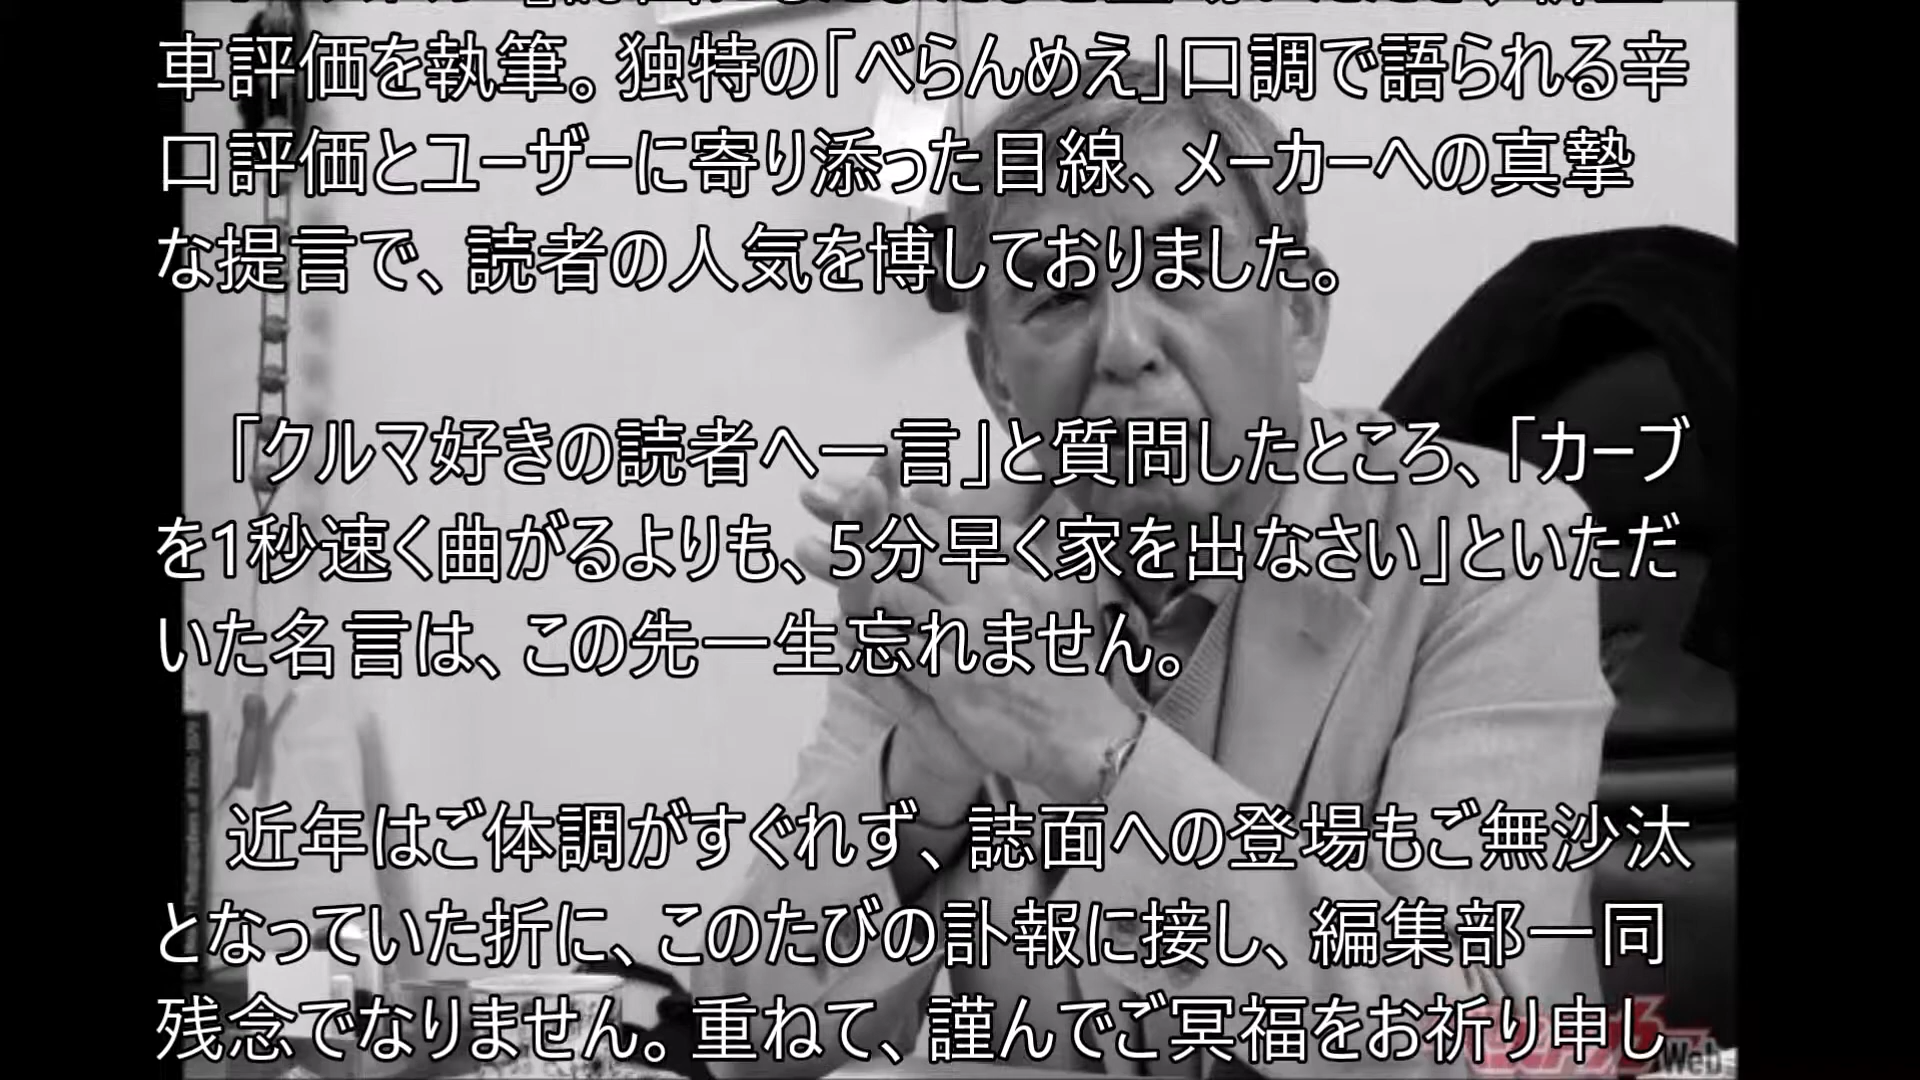 車評価を執筆。独特の「べらんめえ」口調で語られる辛
口評価とユーザーに寄り添った目線、メーカーへの真摯
な提言で、読者の人気を博しておりました。
「クルマ好きの読者へ一言」と質問したところ、「カーブ
を1秒速く曲がるよりも、5分早く家を出なさい」といただ
いた名言は、この先一生忘れません。
近年はご体調がすぐれず、誌面への登場もご無沙汰
となっていた折に、このたびの訃報に接し、編集部一同
残念でなりません。重ねて、謹んでご冥福をお祈り申し
Web